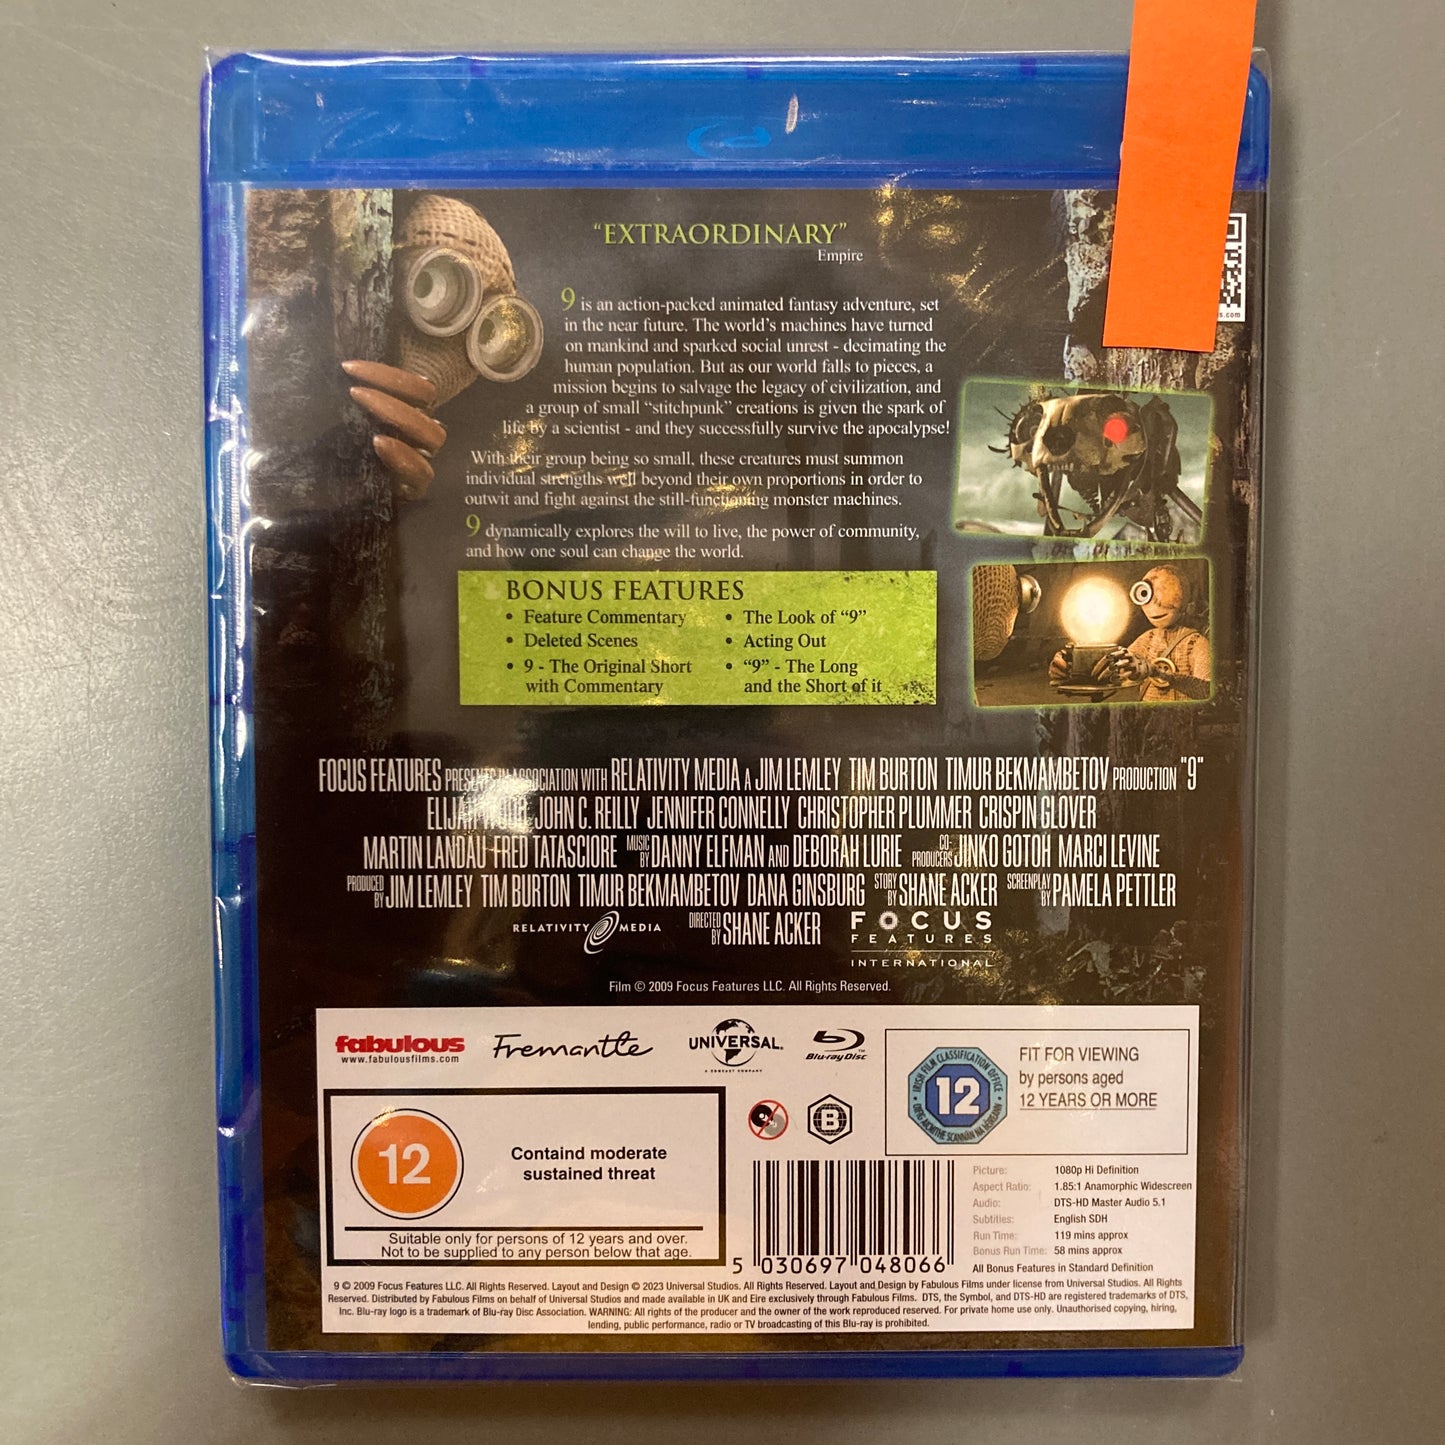 “EXTRAORDINARY”
Empire
9 is an action-packed animated fantasy adventure, set
in the near future. The world’s machines have turned
on mankind and sparked social unrest - decimating the
human population. But as our world falls to pieces, a
mission begins to salvage the legacy of civilization, and
a group of small “stitchpunk” creations is given the spark of
life by a scientist - and they successfully survive the apocalypse!
With their group being so small, these creatures must summon
individual strengths well beyond their own proportions in order to
outwit and fight against the still-functioning monster machines.
9 dynamically explores the will to live, the power of community,
and how one soul can change the world.
BONUS FEATURES
• Feature Commentary
• Deleted Scenes
• 9 - The Original Short
with Commentary
• The Look of “9”
• Acting Out
• “9” - The Long
and the Short of it
FOCUS FEATURES PRESENTS IN ASSOCIATION WITH RELATIVITY MEDIA A JIM LEMLEY TIM BURTON TIMUR BEKMAMBETOV PRODUCTION "9"
ELIJAH WOOD JOHN C. REILLY JENNIFER CONNELLY CHRISTOPHER PLUMMER CRISPIN GLOVER
MARTIN LANDAU FRED TATASCIORE MUSIC BY DANNY ELFMAN AND DEBORAH LURIE CO-PRODUCERS JINKO GOTOH MARCI LEVINE
PRODUCED BY JIM LEMLEY TIM BURTON TIMUR BEKMAMBETOV DANA GINSBURG STORY BY SHANE ACKER SCREENPLAY BY PAMELA PETTLER
RELATIVITY MEDIA DIRECTED BY SHANE ACKER FOCUS
FEATURES
INTERNATIONAL
Film © 2009 Focus Features LLC. All Rights Reserved.
fabulous
www.fabulousfilms.com
Fremantle
UNIVERSAL
A COMCAST COMPANY
Blu-ray Disc™
IRISH FILM CLASSIFICATION OFFICE
12
FIT FOR VIEWING
by persons aged
12 YEARS OR MORE
B
12
Containd moderate
sustained threat
Suitable only for persons of 12 years and over.
Not to be supplied to any person below that age.
5 030697 048066
Picture: 1080p Hi Definition
Aspect Ratio: 1.85:1 Anamorphic Widescreen
Audio: DTS-HD Master Audio 5.1
Subtitles: English SDH
Run Time: 119 mins approx
Bonus Run Time: 58 mins approx
All Bonus Features in Standard Definition
9 © 2009 Focus Features LLC. All Rights Reserved. Layout and Design © 2023 Universal Studios. All Rights Reserved. Layout and Design by Fabulous Films under license from Universal Studios. All Rights
Reserved. Distributed by Fabulous Films on behalf of Universal Studios and made available in UK and Eire exclusively through Fabulous Films. DTS, the Symbol, and DTS-HD are registered trademarks of DTS,
Inc. Blu-ray logo is a trademark of Blu-ray Disc Association. WARNING: All rights of the producer and the owner of the work reproduced reserved. For private home use only. Unauthorised copying, hiring,
lending, public performance, radio or TV broadcasting of this Blu-ray is prohibited.